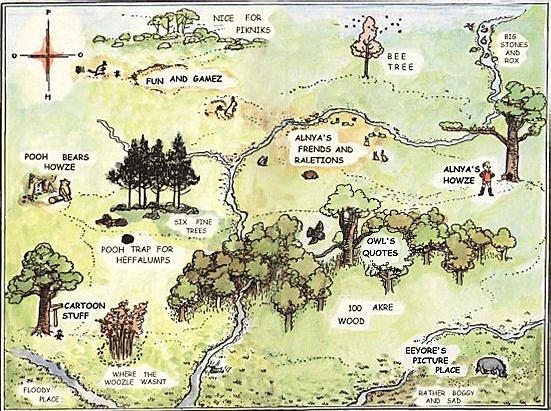 P
O
O
H
NICE FOR
PIKNIKS
BEE
TREE
BIG
STONES
AND
ROX
FUN AND GAMEZ
ALNYA'S
FRENDS AND
RALETIONS
POOH BEARS
HOWZE
ALNYA'S
HOWZE
SIX PINE
TREES
POOH TRAP FOR
HEFFALUMPS
OWL'S
QUOTES
CARTOON
STUFF
100 AKRE
WOOD
EEYORE'S
PICTURE
PLACE
WHERE THE
WOOZLE WASNT
FLOODY
PLACE
RATHER BOGGY
AND SAD